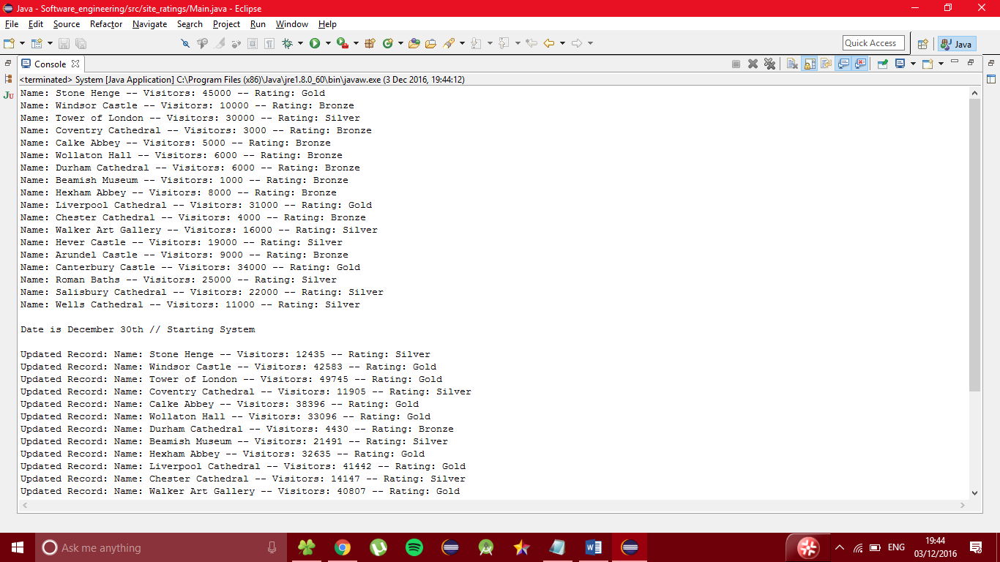 Java - Software_engineering/src/site_ratings/Main.java - Eclipse
File Edit Source Refactor Navigate Search Project Run Window Help
Quick Access
Java
Console
<terminated> System [Java Application] C:\Program Files (x86)\Java\jre1.8.0_60\bin\javaw.exe (3 Dec 2016, 19:44:12)
Name: Stone Henge -- Visitors: 45000 -- Rating: Gold
Name: Windsor Castle -- Visitors: 10000 -- Rating: Bronze
Name: Tower of London -- Visitors: 30000 -- Rating: Silver
Name: Coventry Cathedral -- Visitors: 3000 -- Rating: Bronze
Name: Calke Abbey -- Visitors: 5000 -- Rating: Bronze
Name: Wollaton Hall -- Visitors: 6000 -- Rating: Bronze
Name: Durham Cathedral -- Visitors: 6000 -- Rating: Bronze
Name: Beamish Museum -- Visitors: 1000 -- Rating: Bronze
Name: Hexham Abbey -- Visitors: 8000 -- Rating: Bronze
Name: Liverpool Cathedral -- Visitors: 31000 -- Rating: Gold
Name: Chester Cathedral -- Visitors: 4000 -- Rating: Bronze
Name: Walker Art Gallery -- Visitors: 16000 -- Rating: Silver
Name: Hever Castle -- Visitors: 19000 -- Rating: Silver
Name: Arundel Castle -- Visitors: 9000 -- Rating: Bronze
Name: Canterbury Castle -- Visitors: 34000 -- Rating: Gold
Name: Roman Baths -- Visitors: 25000 -- Rating: Silver
Name: Salisbury Cathedral -- Visitors: 22000 -- Rating: Silver
Name: Wells Cathedral -- Visitors: 11000 -- Rating: Silver
Date is December 30th // Starting System
Updated Record: Name: Stone Henge -- Visitors: 12435 -- Rating: Silver
Updated Record: Name: Windsor Castle -- Visitors: 42583 -- Rating: Gold
Updated Record: Name: Tower of London -- Visitors: 49745 -- Rating: Gold
Updated Record: Name: Coventry Cathedral -- Visitors: 11905 -- Rating: Silver
Updated Record: Name: Calke Abbey -- Visitors: 38396 -- Rating: Gold
Updated Record: Name: Wollaton Hall -- Visitors: 33096 -- Rating: Gold
Updated Record: Name: Durham Cathedral -- Visitors: 4430 -- Rating: Bronze
Updated Record: Name: Beamish Museum -- Visitors: 21491 -- Rating: Silver
Updated Record: Name: Hexham Abbey -- Visitors: 32635 -- Rating: Gold
Updated Record: Name: Liverpool Cathedral -- Visitors: 41442 -- Rating: Gold
Updated Record: Name: Chester Cathedral -- Visitors: 14147 -- Rating: Silver
Updated Record: Name: Walker Art Gallery -- Visitors: 40807 -- Rating: Gold
Ask me anything
ENG
19:44
03/12/2016